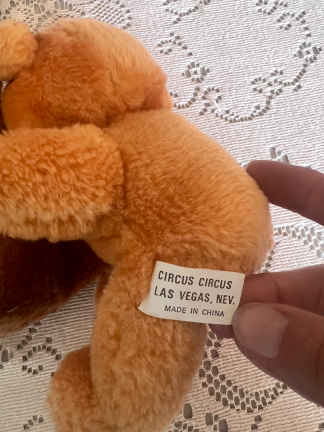 CIRCUS CIRCUS
LAS VEGAS, NEV.
MADE IN CHINA